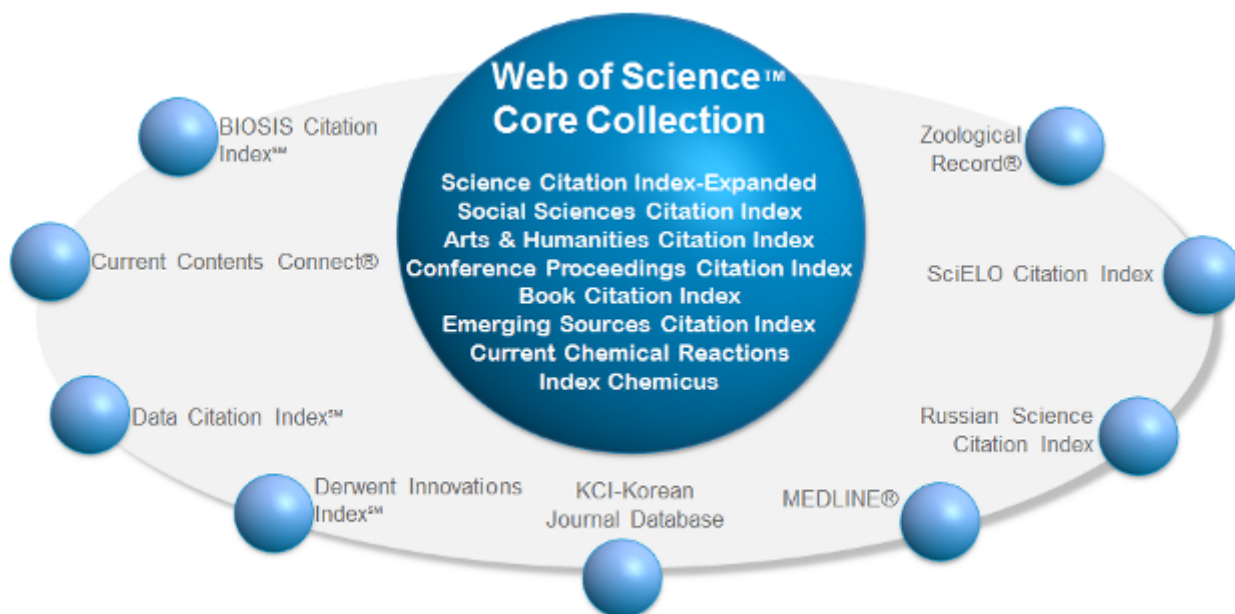 Web of Science™
Core Collection
Science Citation Index-Expanded
Social Sciences Citation Index
Arts & Humanities Citation Index
Conference Proceedings Citation Index
Book Citation Index
Emerging Sources Citation Index
Current Chemical Reactions
Index Chemicus
BIOSIS Citation
Index℠
Current Contents Connect®
Data Citation Index℠
Derwent Innovations
Index℠
KCI-Korean
Journal Database
MEDLINE®
Russian Science
Citation Index
SciELO Citation Index
Zoological
Record®